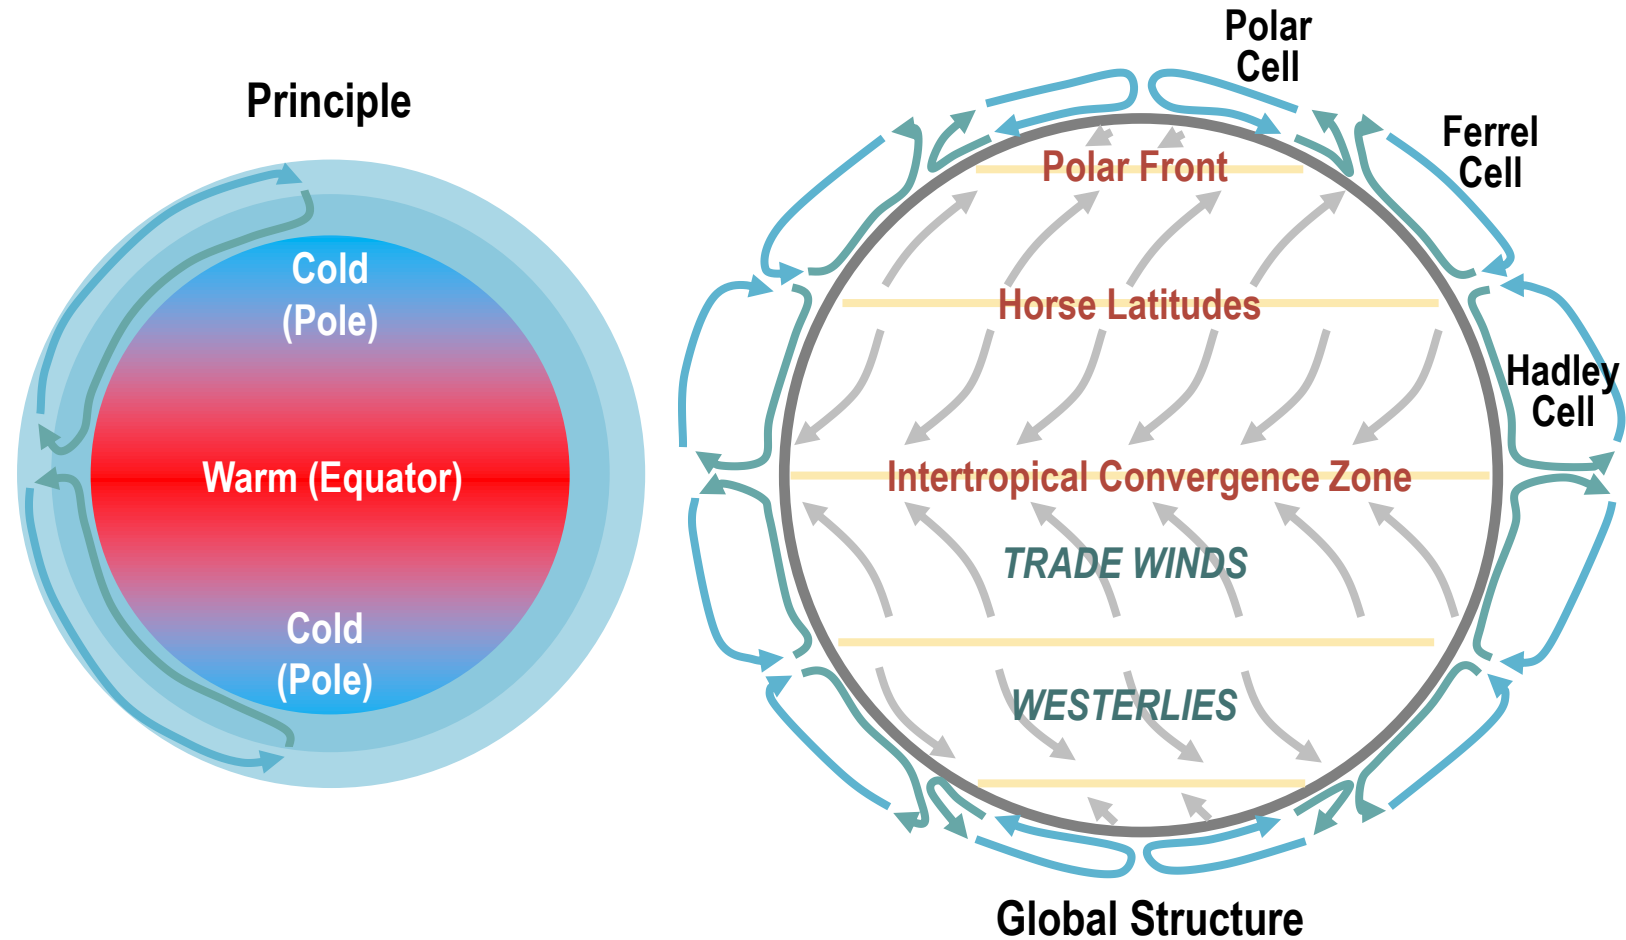 Principle
Cold
(Pole)
Warm (Equator)
Cold
(Pole)
Polar
Cell
Ferrel
Cell
Hadley
Cell
Polar Front
Horse Latitudes
Intertropical Convergence Zone
TRADE WINDS
WESTERLIES
Global Structure